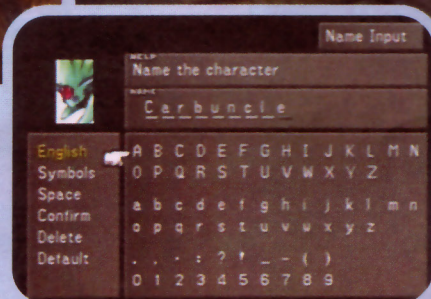 Name Input
HELP
Name the character
NAME
Carbuncle
English
Symbols
Space
Confirm
Delete
Default
A B C D E F G H I J K L M N
O P Q R S T U V W X Y Z
a b c d e f g h i j k l m n
o p q r s t u v w x y z
, . · : ? ! _ - ( )
0 1 2 3 4 5 6 7 8 9